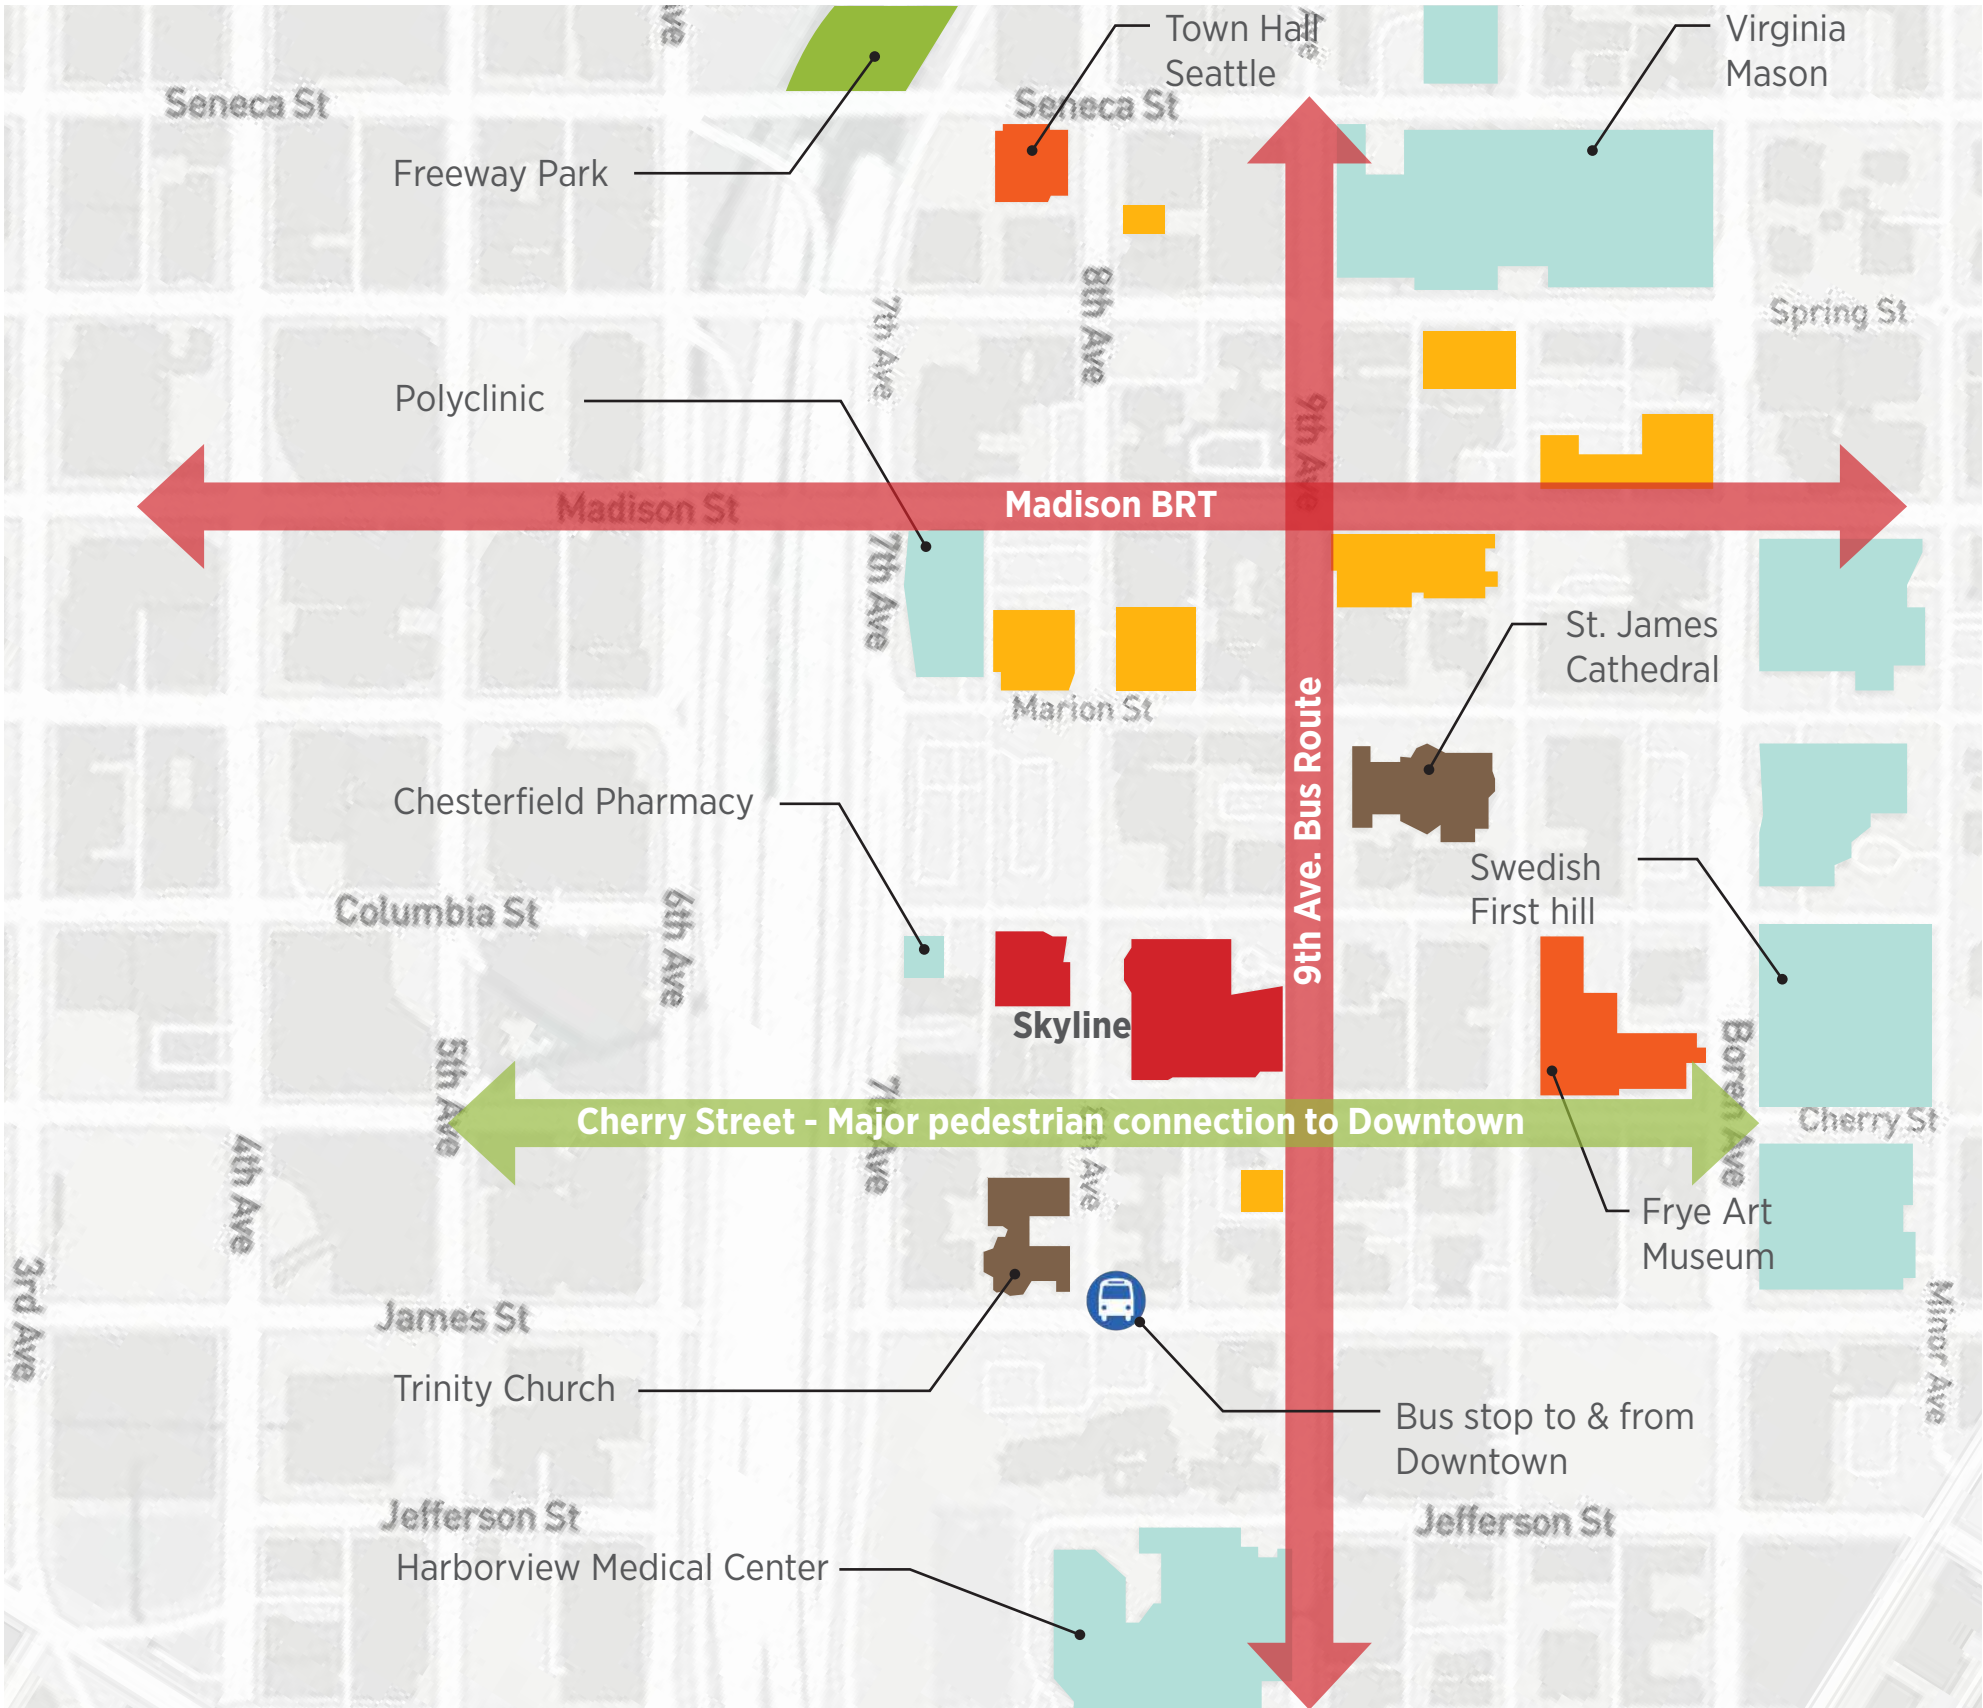 Town Hall
Seattle
Virginia
Mason
Seneca St
Seneca St
Freeway Park
8th Ave
7th Ave
Spring St
Polyclinic
9th Ave
Madison St
Madison BRT
7th Ave
St. James
Cathedral
Marion St
9th Ave. Bus Route
Chesterfield Pharmacy
Swedish
First hill
Columbia St
6th Ave
Skyline
5th Ave
Boren Ave
7th Ave
Cherry Street - Major pedestrian connection to Downtown
Cherry St
4th Ave
8th Ave
Frye Art
Museum
3rd Ave
James St
Minor Ave
Trinity Church
Bus stop to & from
Downtown
Jefferson St
Jefferson St
Harborview Medical Center